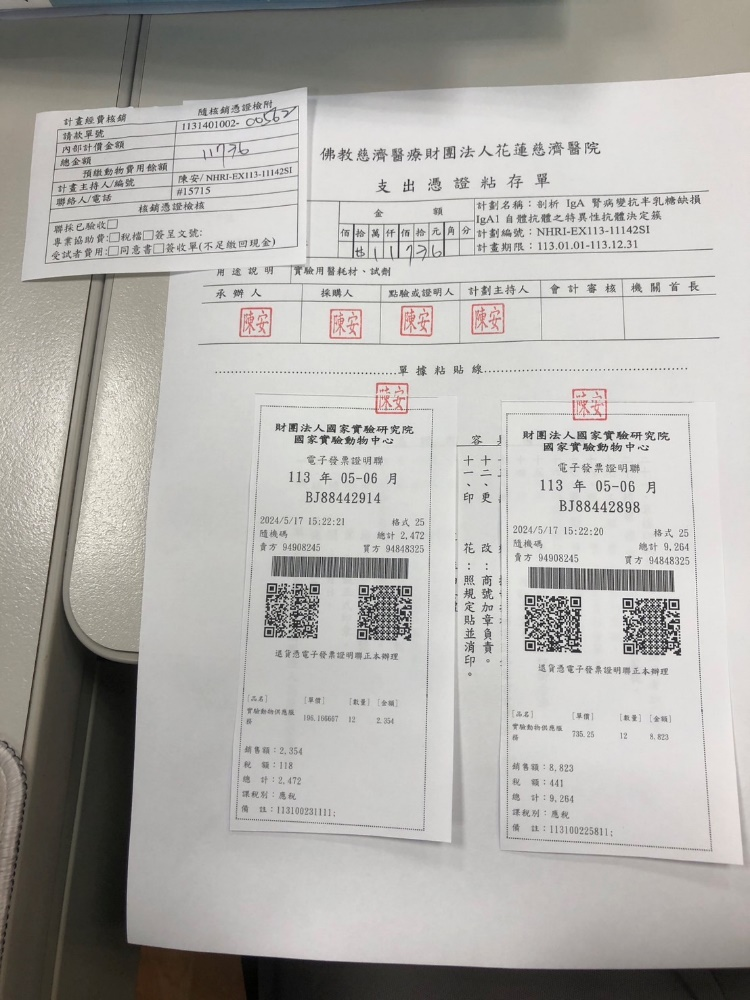 計畫經費核銷 隨核銷憑證檢附
請款單號 1131401002-00562
內部計價金額
總金額 11736
預繳動物費用餘額
計畫主持人/編號 陳安/ NHRI-EX113-11142SI
聯絡人/電話 #15715
核銷憑證檢核
聯採已驗收□
專業協助費:□稅檔□簽呈文號:
受試者費用:□同意書□簽收單(不足繳回現金)
佛教慈濟醫療財團法人花蓮慈濟醫院
支出憑證粘存單
金 額
佰 拾 萬 仟 佰 拾 元 角 分
1 1 7 3 6
計劃名稱：剖析 IgA 腎病變抗半乳糖缺損
IgA1 自體抗體之特異性抗體決定簇
計劃編號：NHRI-EX113-11142SI
計畫期限：113.01.01-113.12.31
用途說明 實驗用醫耗材、試劑
承辦人 採購人 點驗或證明人 計劃主持人 會計審核 機關首長
陳安 陳安 陳安 陳安
單據粘貼線
陳安
財團法人國家實驗研究院
國家實驗動物中心
電子發票證明聯
113 年 05-06 月
BJ88442914
2024/5/17 15:22:21 格式 25
隨機碼 總計 2,472
賣方 94908245 買方 94848325
退貨憑電子發票證明聯正本辦理
[品名] [單價] [數量] [金額]
實驗動物供應服務 196.166667 12 2.354
銷售額：2,354
稅 額：118
總 計：2,472
課稅別：應稅
備 註：113100231111;
容
十一、印花：照規定貼並消印。
十二、更改：商號加章負責。
陳安
財團法人國家實驗研究院
國家實驗動物中心
電子發票證明聯
113 年 05-06 月
BJ88442898
2024/5/17 15:22:20 格式 25
隨機碼 總計 9,264
賣方 94908245 買方 94848325
退貨憑電子發票證明聯正本辦理
[品名] [單價] [數量] [金額]
實驗動物供應服務 735.25 12 8.823
銷售額：8,823
稅 額：441
總 計：9,264
課稅別：應稅
備 註：113100225811;